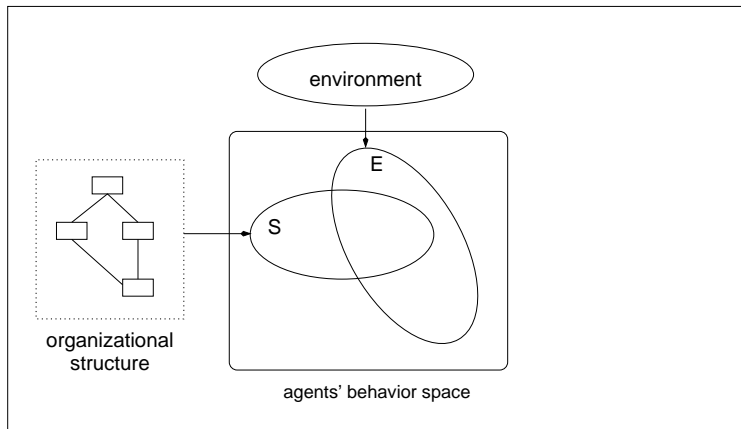 environment
E
S
organizational
structure
agents' behavior space